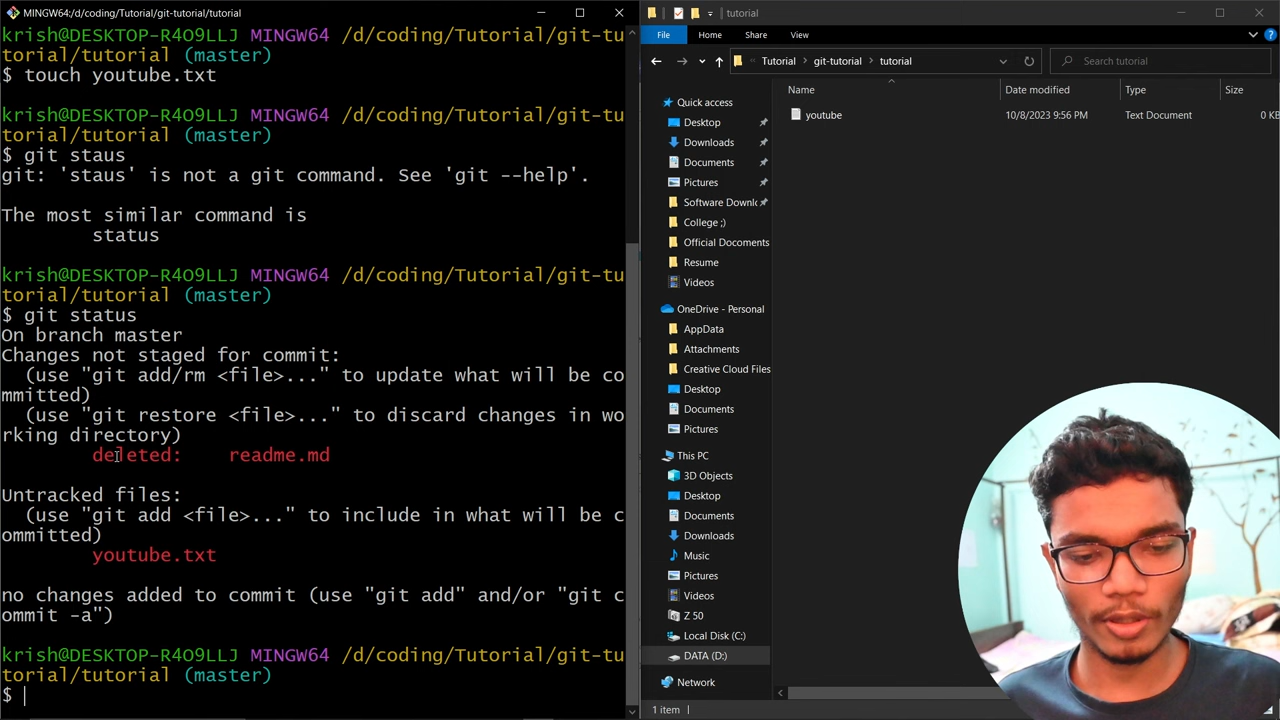 MINGW64:/d/coding/Tutorial/git-tutorial/tutorial
krish@DESKTOP-R4O9LLJ MINGW64 /d/coding/Tutorial/git-tu
torial/tutorial (master)
$ touch youtube.txt
krish@DESKTOP-R4O9LLJ MINGW64 /d/coding/Tutorial/git-tu
torial/tutorial (master)
$ git staus
git: 'staus' is not a git command. See 'git --help'.
The most similar command is
status
krish@DESKTOP-R4O9LLJ MINGW64 /d/coding/Tutorial/git-tu
torial/tutorial (master)
$ git status
On branch master
Changes not staged for commit:
(use "git add/rm <file>..." to update what will be co
mmitted)
(use "git restore <file>..." to discard changes in wo
rking directory)
deleted: readme.md
Untracked files:
(use "git add <file>..." to include in what will be c
ommitted)
youtube.txt
no changes added to commit (use "git add" and/or "git c
ommit -a")
krish@DESKTOP-R4O9LLJ MINGW64 /d/coding/Tutorial/git-tu
torial/tutorial (master)
$
tutorial
File Home Share View
Tutorial git-tutorial tutorial
Search tutorial
Name Date modified Type Size
youtube 10/8/2023 9:56 PM Text Document 0 KB
Quick access
Desktop
Downloads
Documents
Pictures
Software Downlo
College ;)
Official Docoments
Resume
Videos
OneDrive - Personal
AppData
Attachments
Creative Cloud Files
Desktop
Documents
Pictures
This PC
3D Objects
Desktop
Documents
Downloads
Music
Pictures
Videos
Z 50
Local Disk (C:)
DATA (D:)
Network
1 item